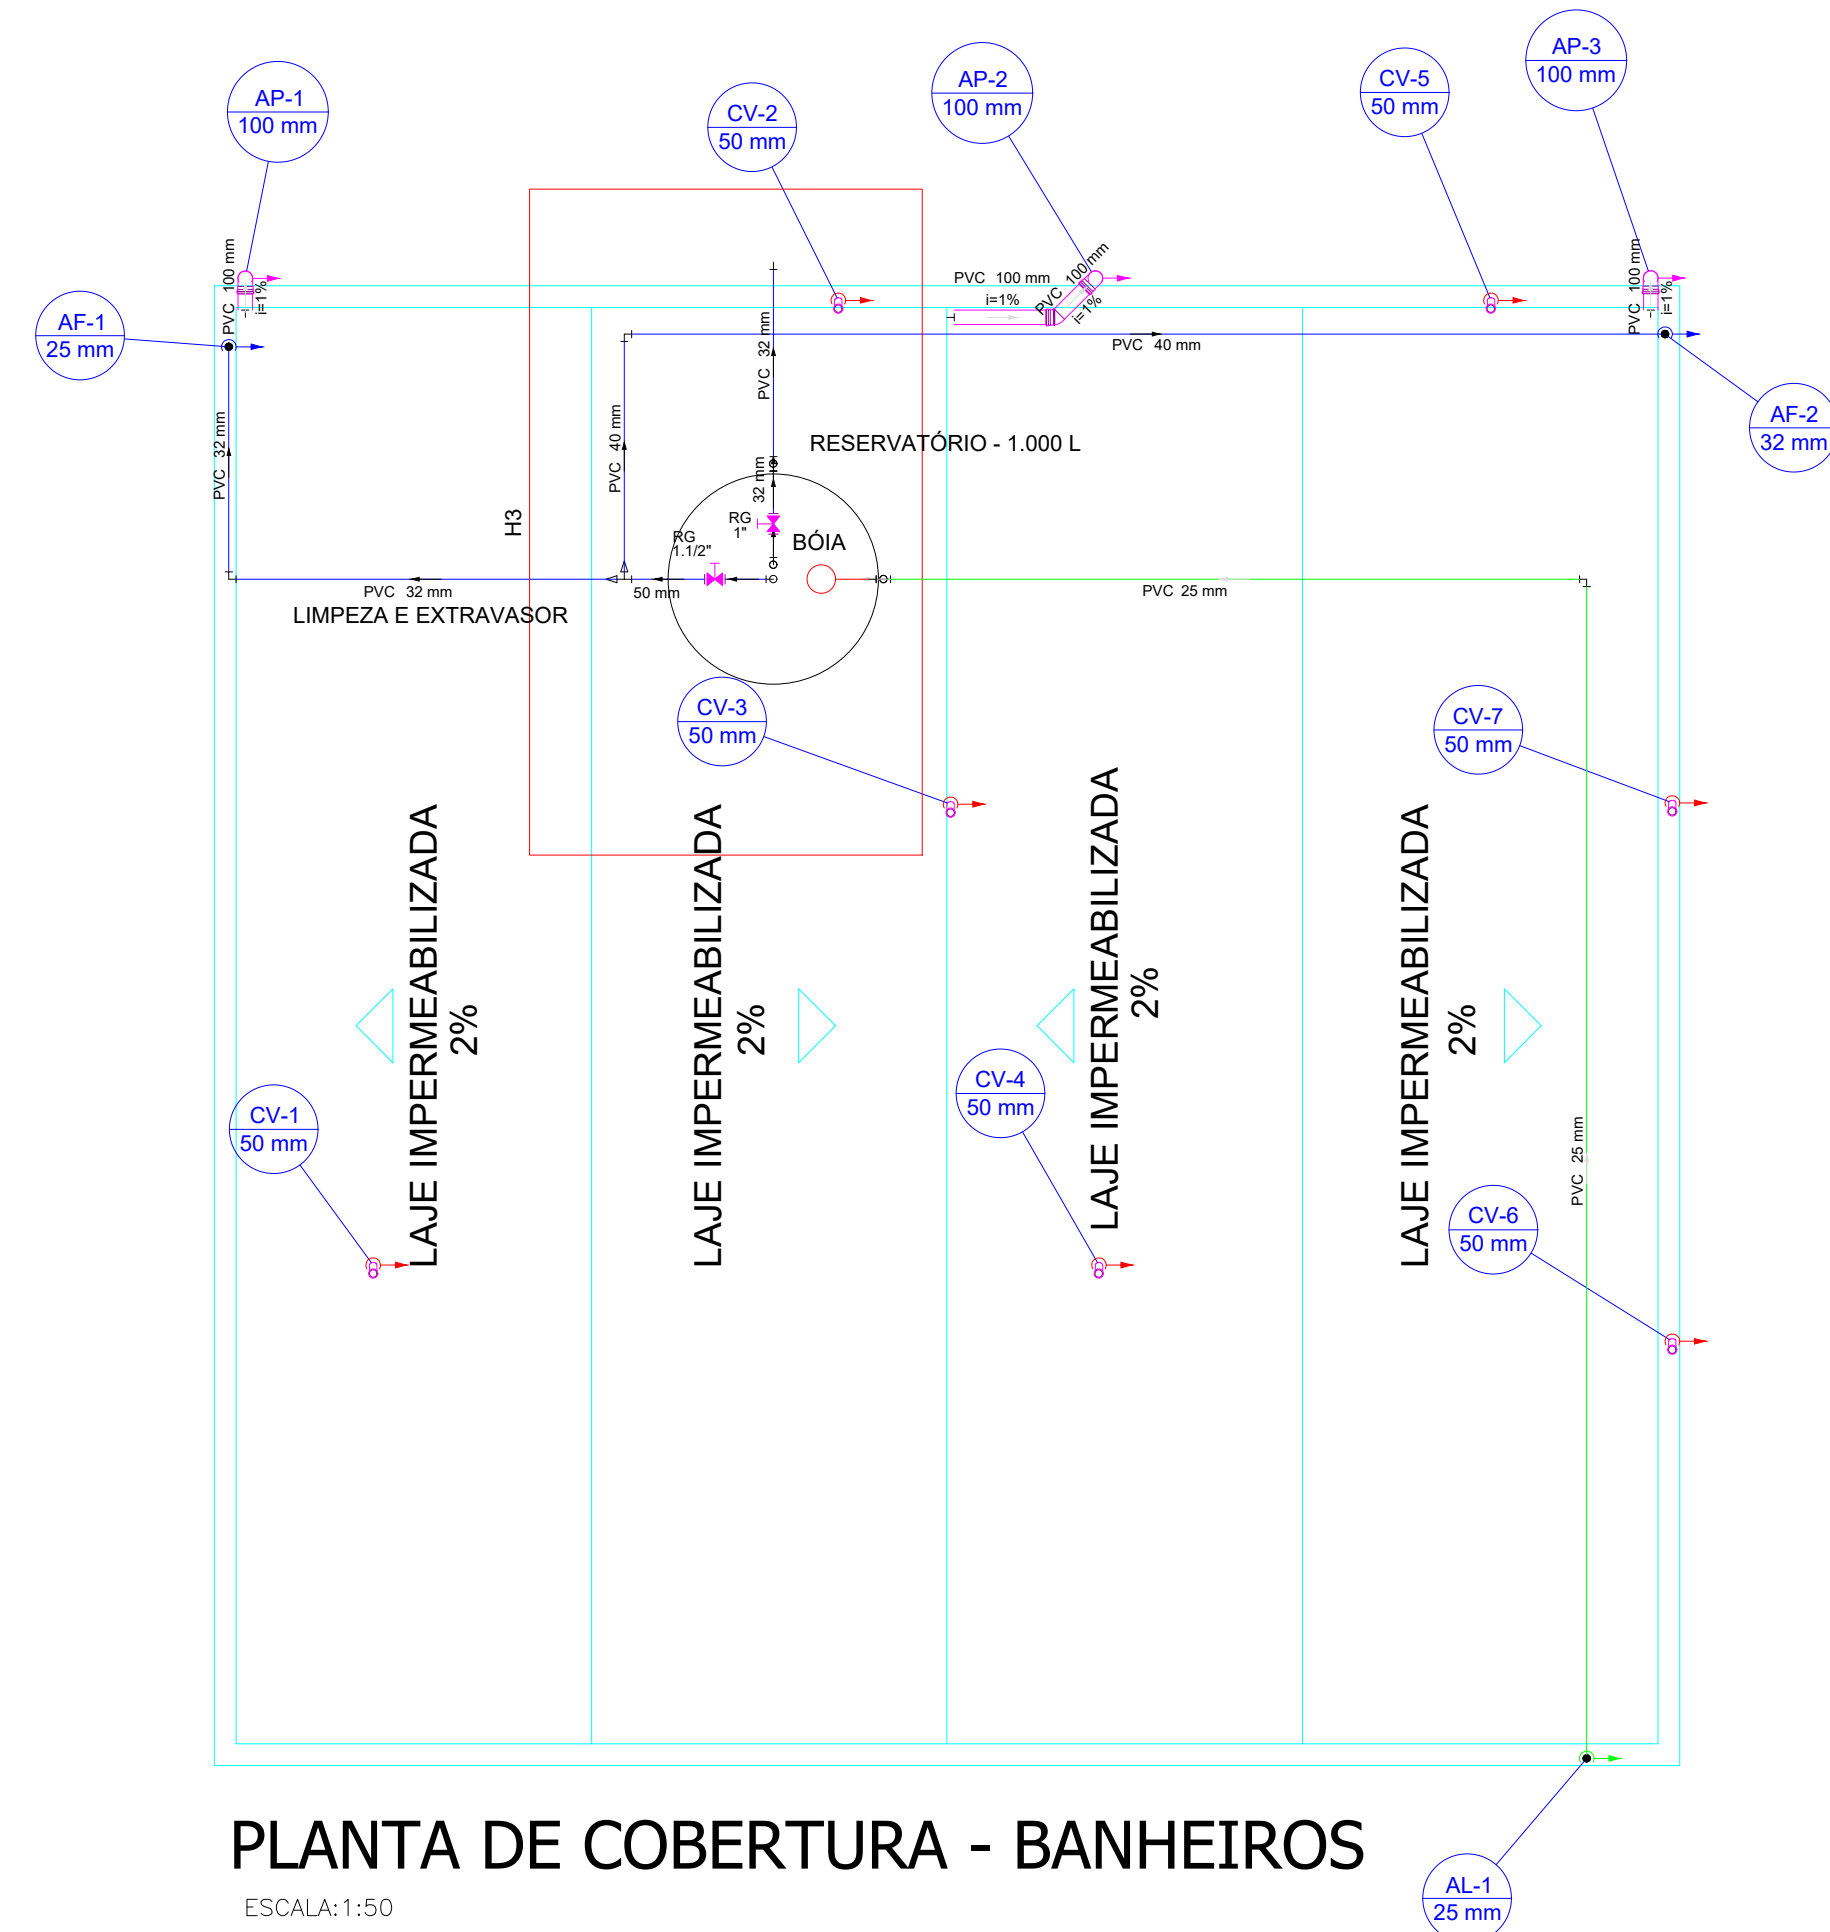 AP-3
100 mm
AP-2
100 mm
CV-5
50 mm
AP-1
100 mm
CV-2
50 mm
AF-1
25 mm
PVC 100 mm
i=1%
PVC 100 mm
i=1%
PVC 100 mm
i=1%
PVC 100 mm
i=1%
PVC 40 mm
PVC 32 mm
AF-2
32 mm
PVC 32 mm
PVC 40 mm
RESERVATÓRIO - 1.000 L
32 mm
H3
RG
1"
RG
1.1/2"
BÓIA
PVC 32 mm
50 mm
PVC 25 mm
LIMPEZA E EXTRAVASOR
CV-3
50 mm
CV-7
50 mm
LAJE IMPERMEABILIZADA
2%
LAJE IMPERMEABILIZADA
2%
LAJE IMPERMEABILIZADA
2%
LAJE IMPERMEABILIZADA
2%
CV-1
50 mm
CV-4
50 mm
PVC 25 mm
CV-6
50 mm
PLANTA DE COBERTURA - BANHEIROS
ESCALA:1:50
AL-1
25 mm